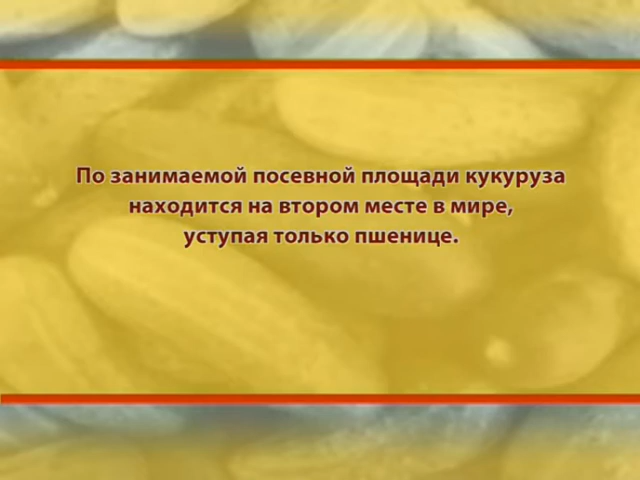 По занимаемой посевной площади кукуруза
находится на втором месте в мире,
уступая только пшенице.